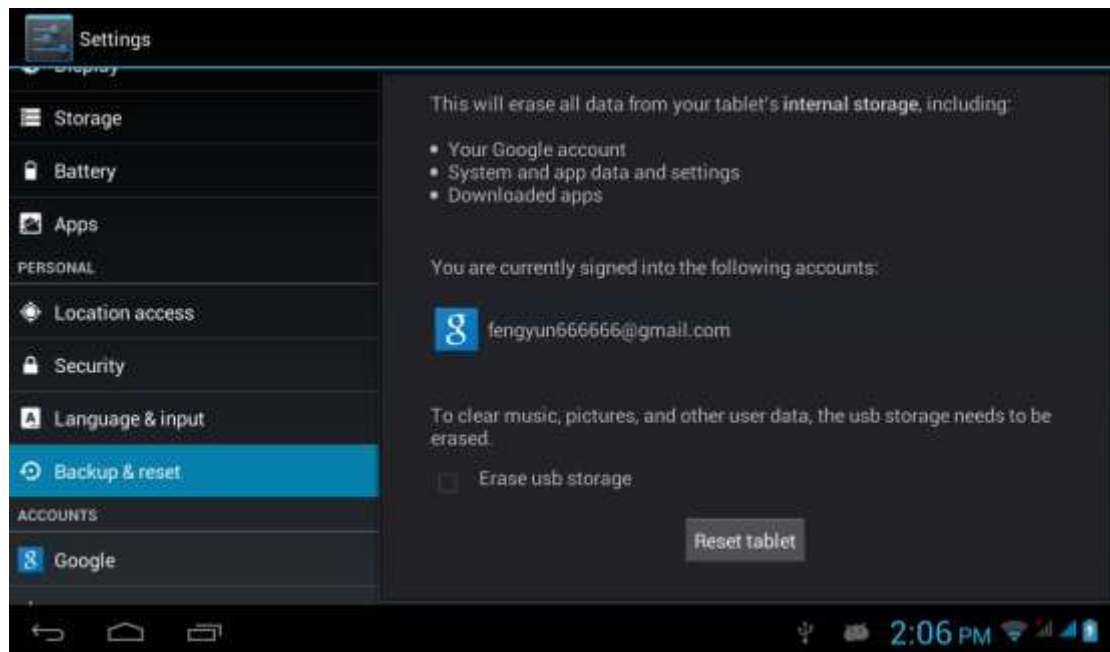 Settings
Display
Storage
Battery
Apps
PERSONAL
Location access
Security
Language & input
Backup & reset
ACCOUNTS
Google
This will erase all data from your tablet's internal storage, including:
• Your Google account
• System and app data and settings
• Downloaded apps
You are currently signed into the following accounts:
fengyun666666@gmail.com
To clear music, pictures, and other user data, the usb storage needs to be
erased.
Erase usb storage
Reset tablet
2:06 PM